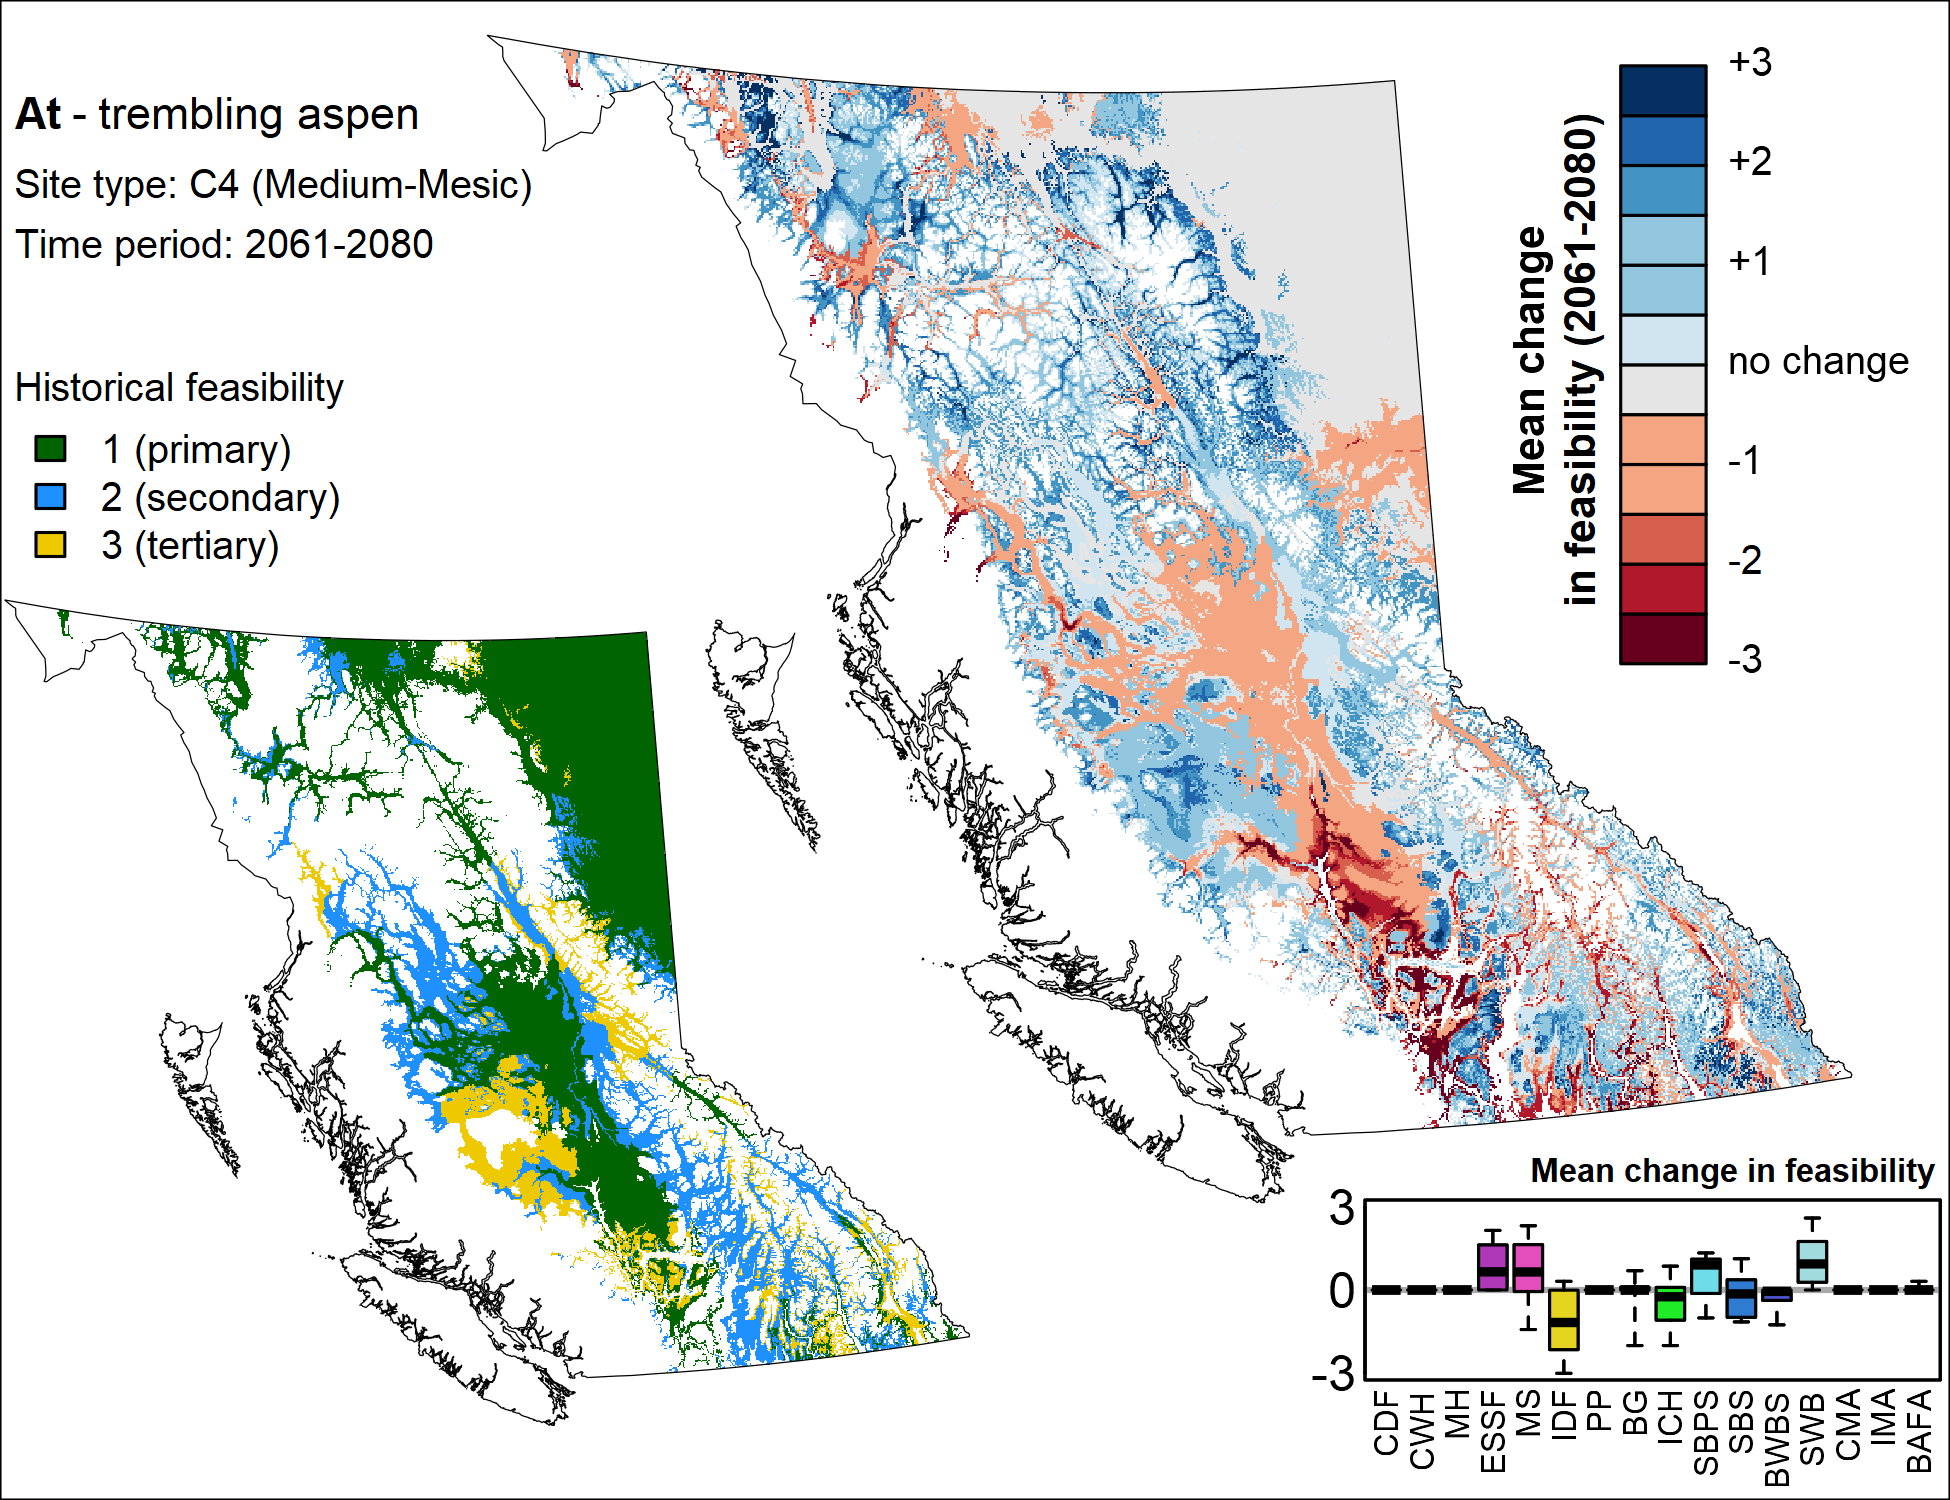 At - trembling aspen
Site type: C4 (Medium-Mesic)
Time period: 2061-2080
Historical feasibility
1 (primary)
2 (secondary)
3 (tertiary)
Mean change
in feasibility (2061-2080)
+3
+2
+1
no change
-1
-2
-3
Mean change in feasibility
3
0
-3
CDF
CWH
MH
ESSF
MS
IDF
PP
BG
ICH
SBPS
SBS
BWBS
SWB
CMA
IMA
BAFA